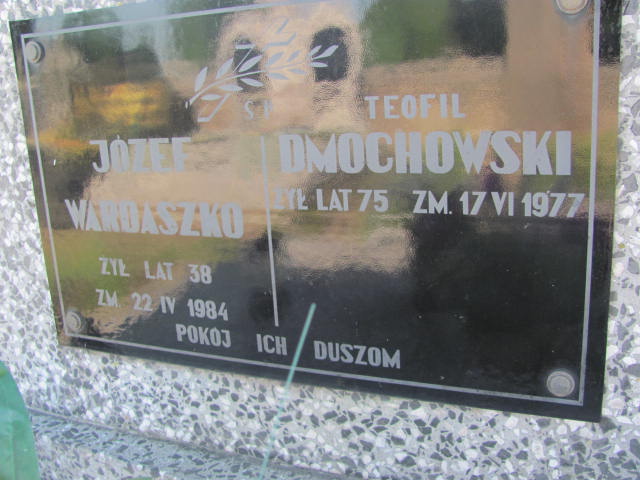 Ś P
JÓZEF
WARDASZKO
ŻYŁ LAT 38
ZM. 22 IV 1984
TEOFIL
DMOCHOWSKI
ŻYŁ LAT 75 ZM. 17 VI 1977
POKÓJ ICH DUSZOM